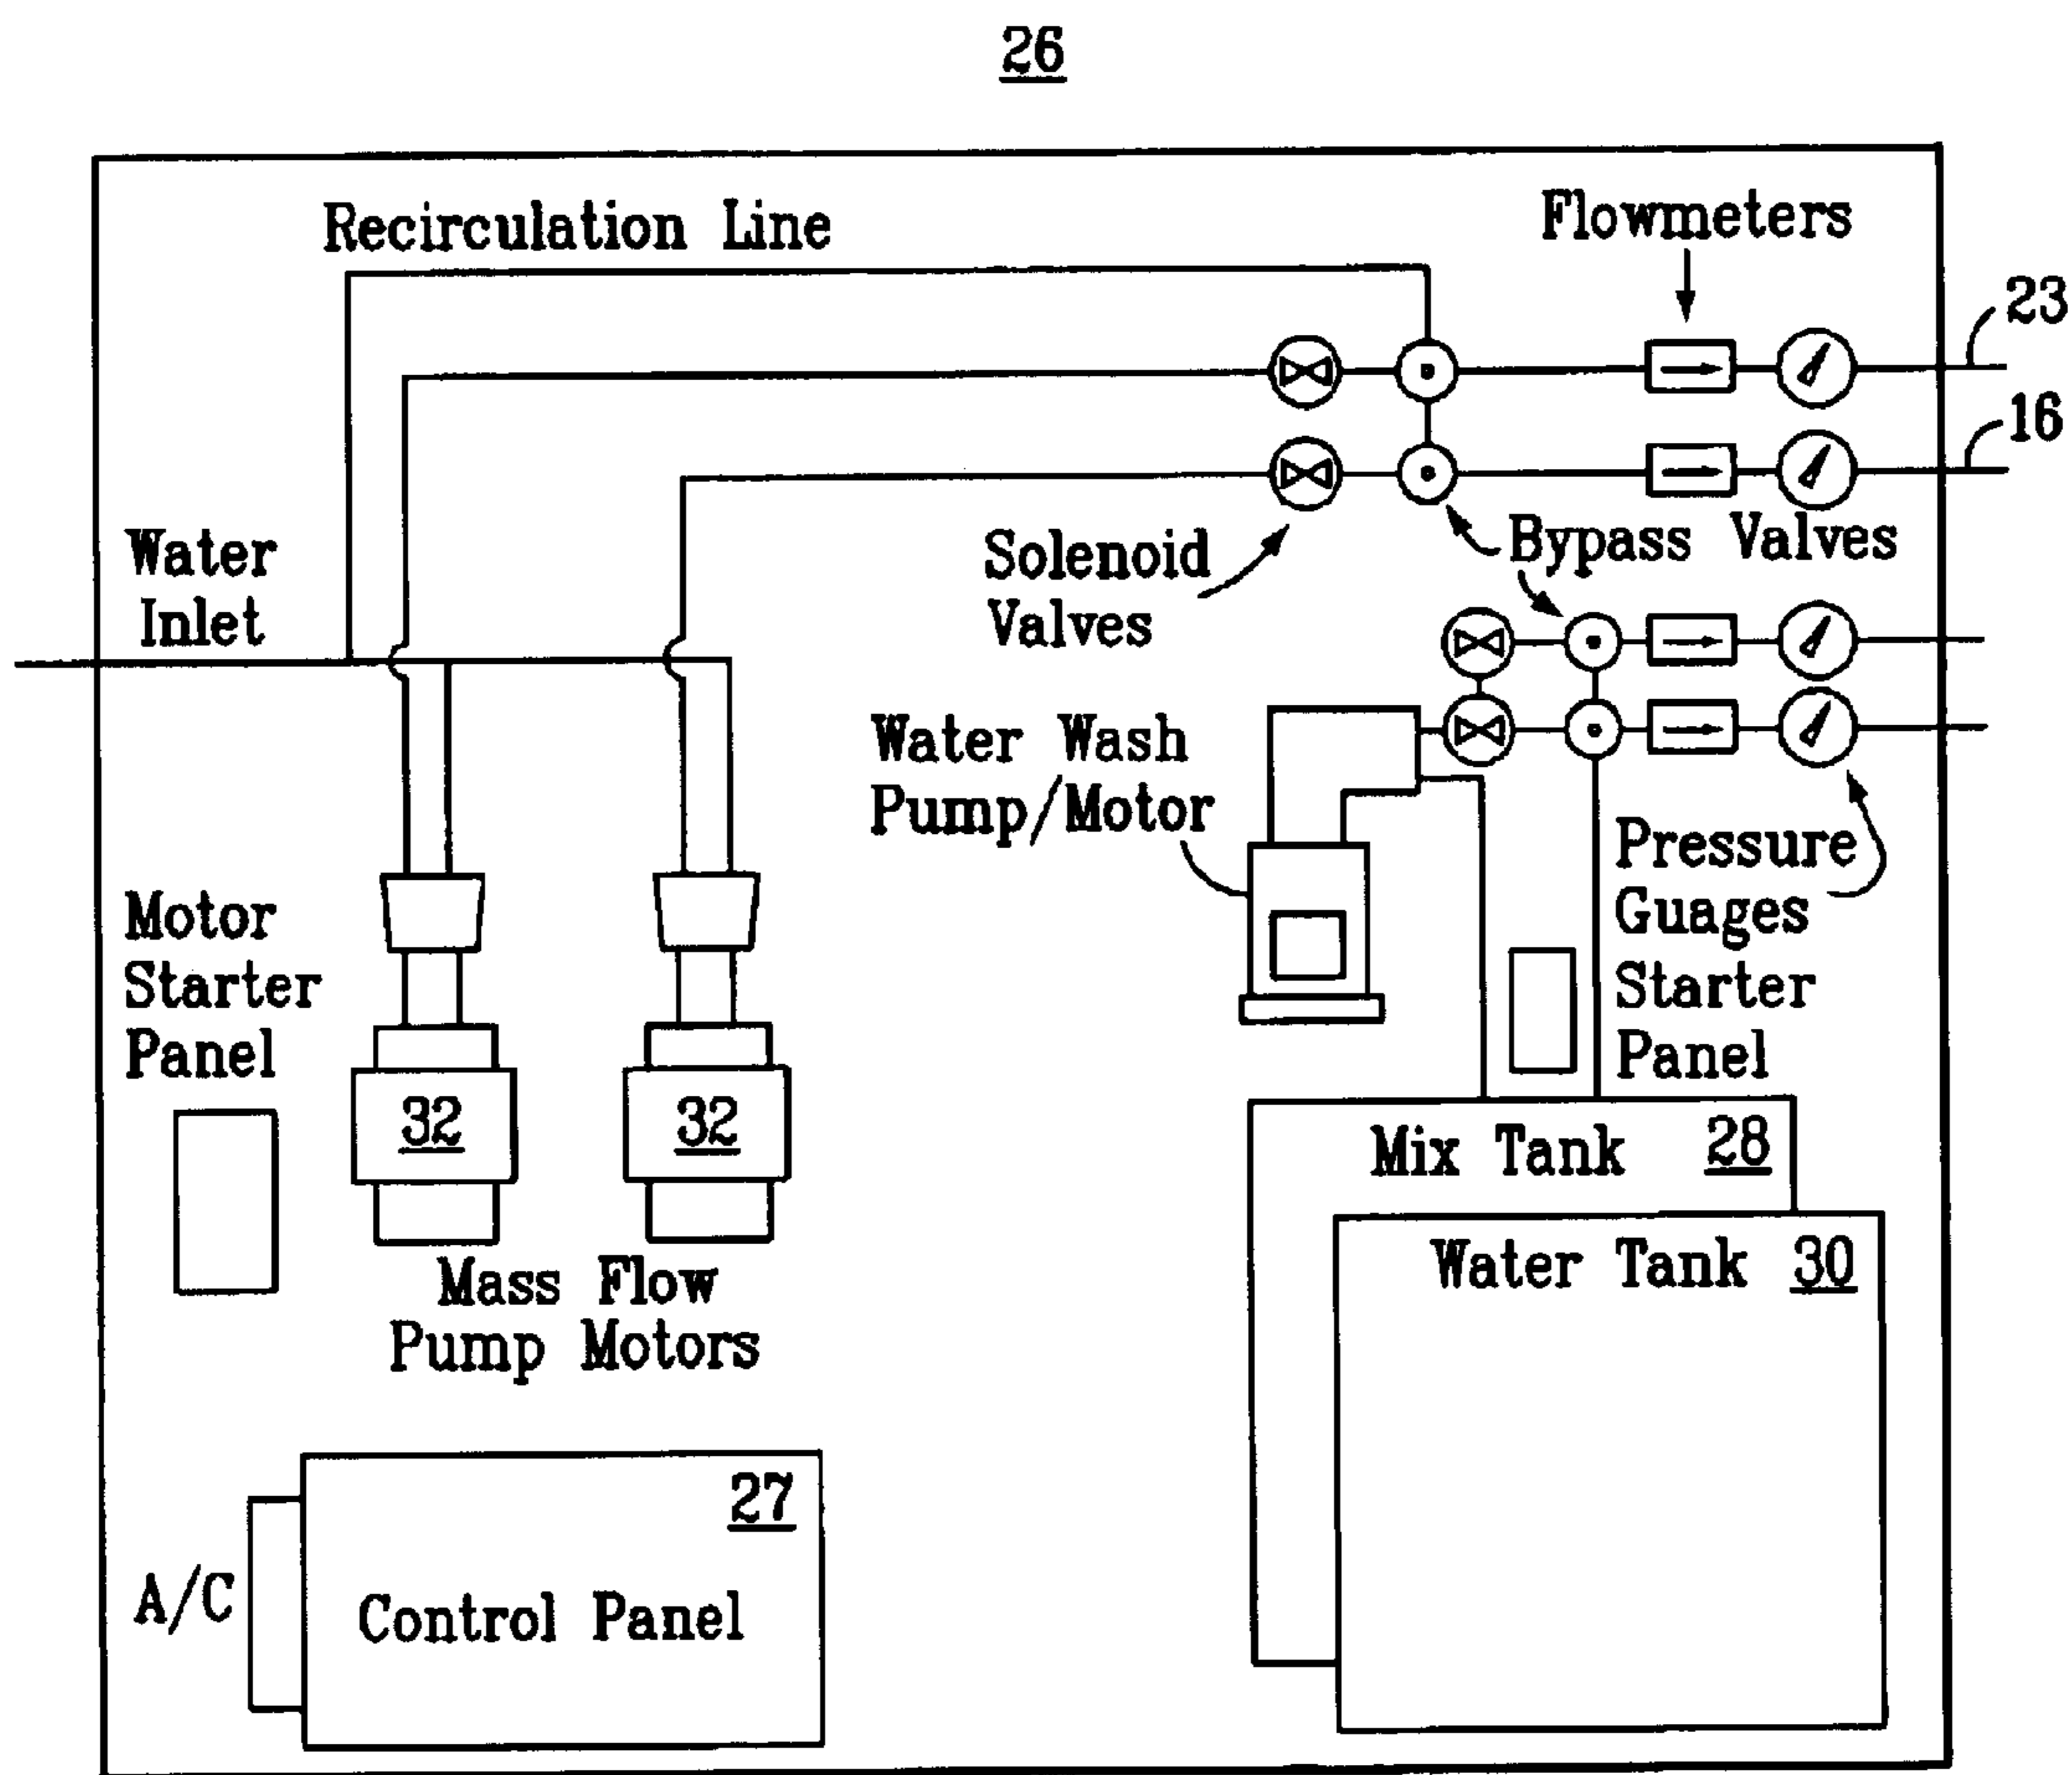 26
Recirculation Line
Flowmeters
23
16
Water
Inlet
Solenoid
Valves
Bypass Valves
Water Wash
Pump/Motor
Pressure
Guages
Starter
Panel
Motor
Starter
Panel
32
32
Mass Flow
Pump Motors
Mix Tank 28
Water Tank 30
27
A/C
Control Panel